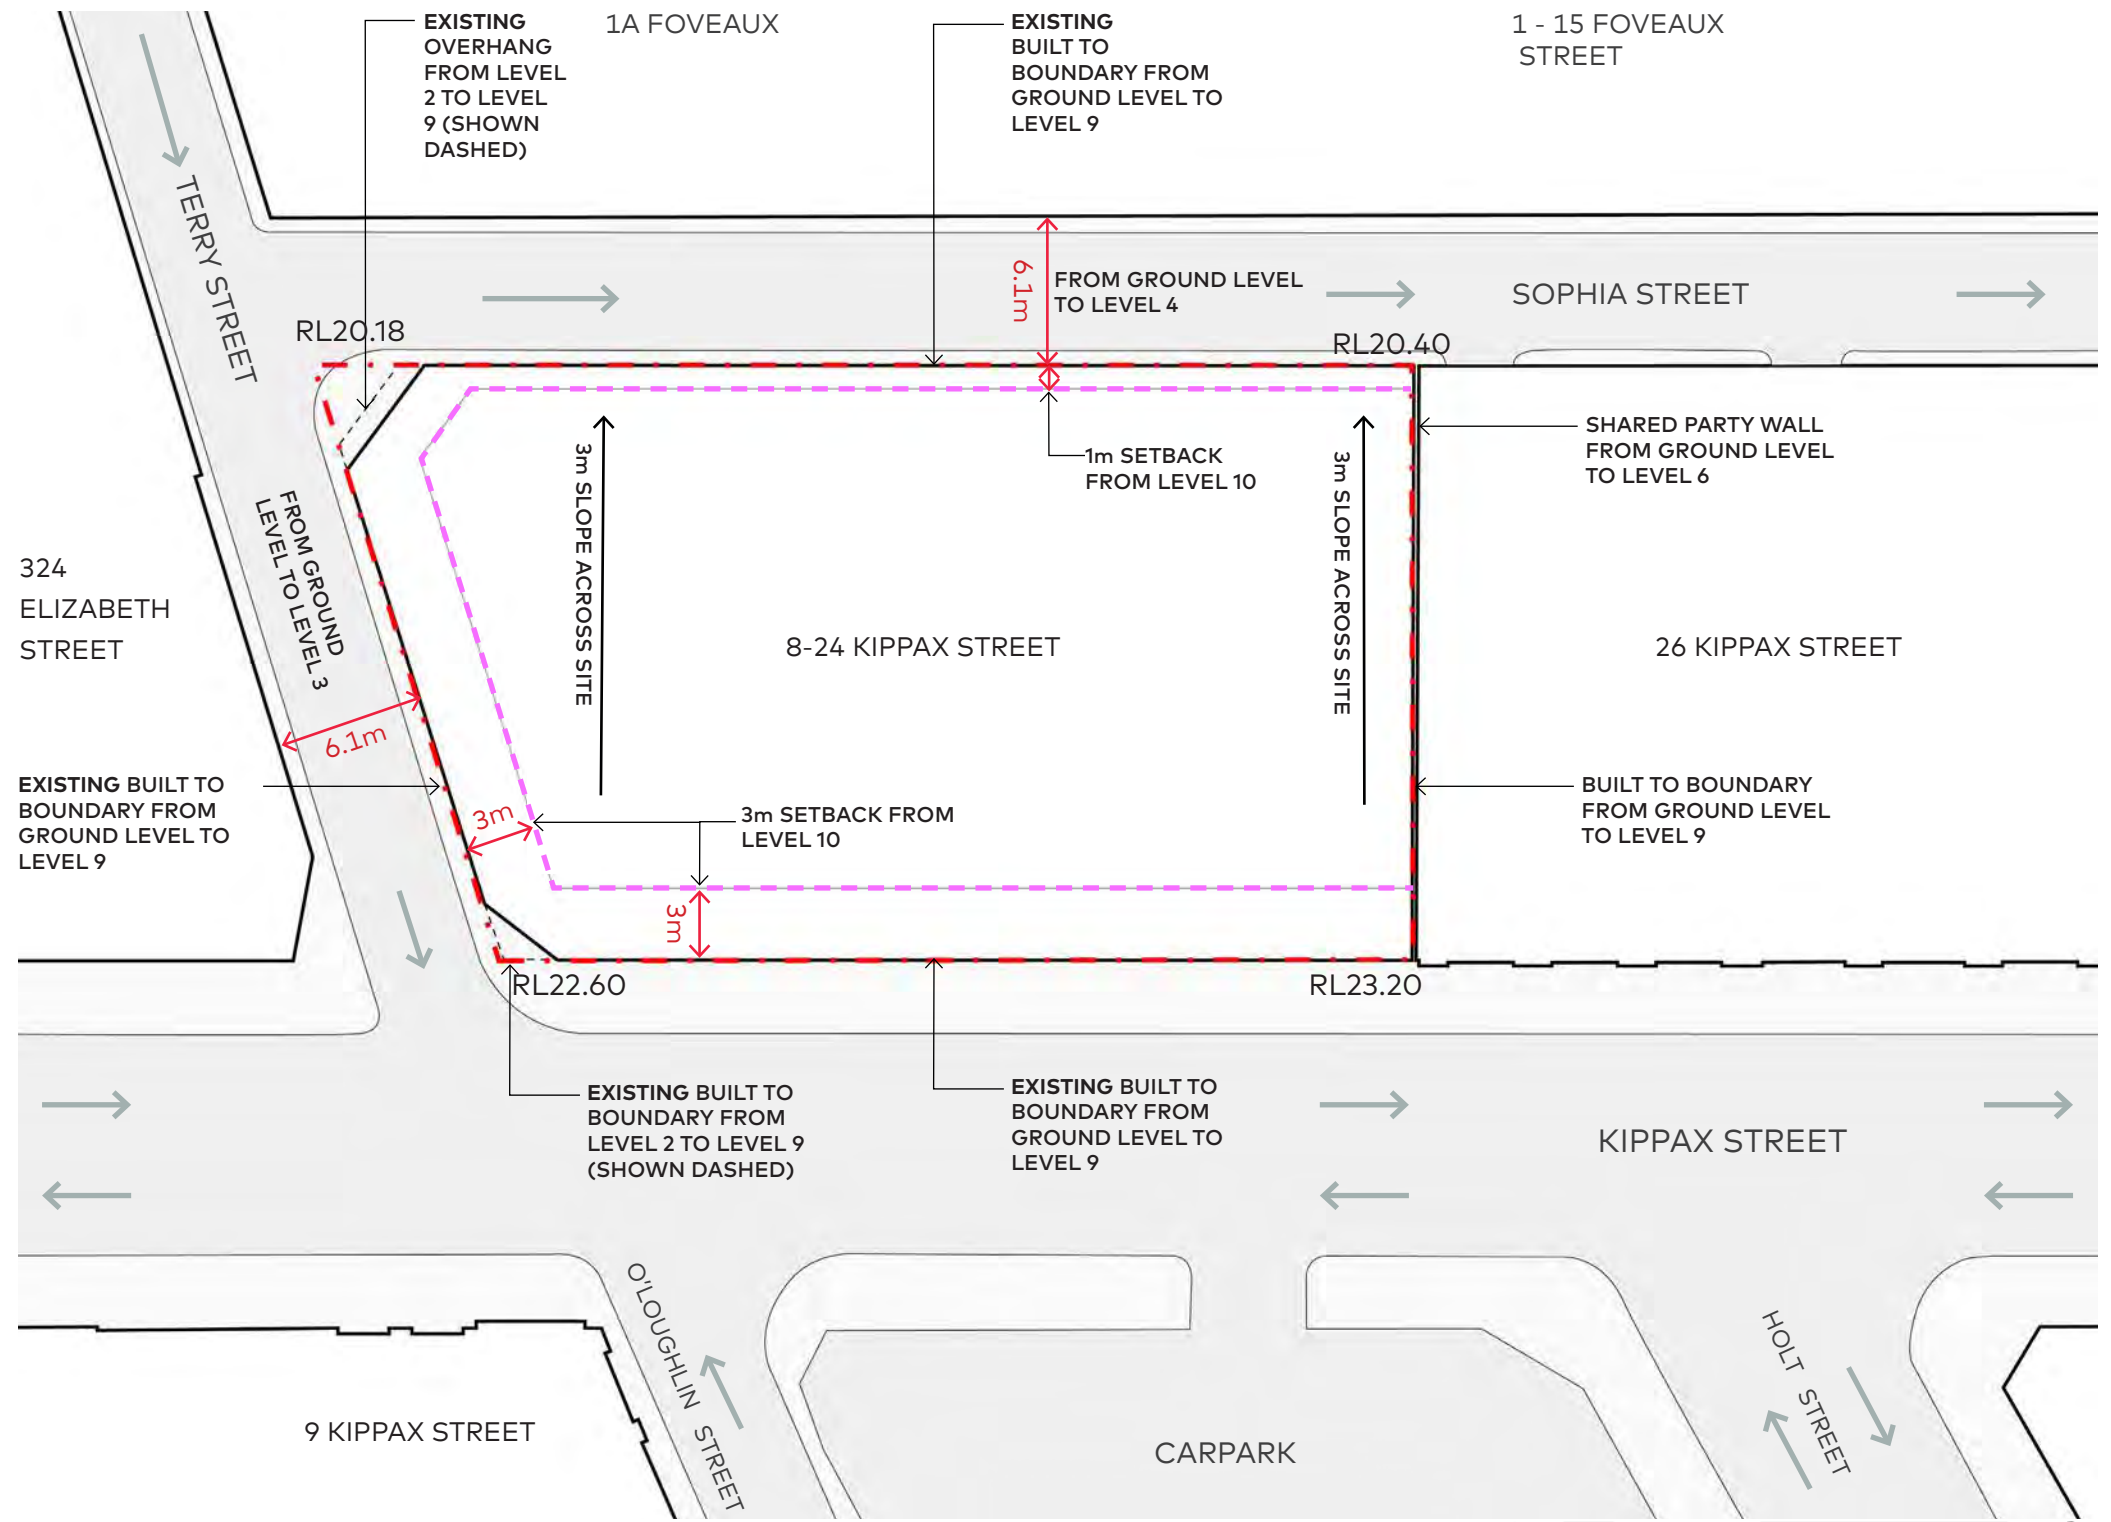 EXISTING
OVERHANG
FROM LEVEL
2 TO LEVEL
9 (SHOWN
DASHED)
1A FOVEAUX
EXISTING
BUILT TO
BOUNDARY FROM
GROUND LEVEL TO
LEVEL 9
1 - 15 FOVEAUX
STREET
TERRY STREET
6.1m
FROM GROUND LEVEL
TO LEVEL 4
SOPHIA STREET
RL20.18
RL20.40
1m SETBACK
FROM LEVEL 10
SHARED PARTY WALL
FROM GROUND LEVEL
TO LEVEL 6
3m SLOPE ACROSS SITE
3m SLOPE ACROSS SITE
FROM GROUND
LEVEL TO LEVEL 3
324
ELIZABETH
STREET
8-24 KIPPAX STREET
26 KIPPAX STREET
6.1m
EXISTING BUILT TO
BOUNDARY FROM
GROUND LEVEL TO
LEVEL 9
3m
3m SETBACK FROM
LEVEL 10
BUILT TO BOUNDARY
FROM GROUND LEVEL
TO LEVEL 9
3m
RL22.60
RL23.20
EXISTING BUILT TO
BOUNDARY FROM
LEVEL 2 TO LEVEL 9
(SHOWN DASHED)
EXISTING BUILT TO
BOUNDARY FROM
GROUND LEVEL TO
LEVEL 9
KIPPAX STREET
O'LOUGHLIN STREET
HOLT STREET
9 KIPPAX STREET
CARPARK